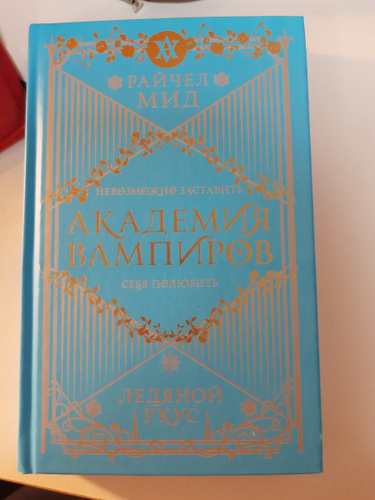 РАЙЧЕЛ
МИД
НЕВОЗМОЖНО ЗАСТАВИТЬ
АКАДЕМИЯ
ВАМПИРОВ
СЕБЯ ПОЛЮБИТЬ
ЛЕДЯНОЙ
УКУС